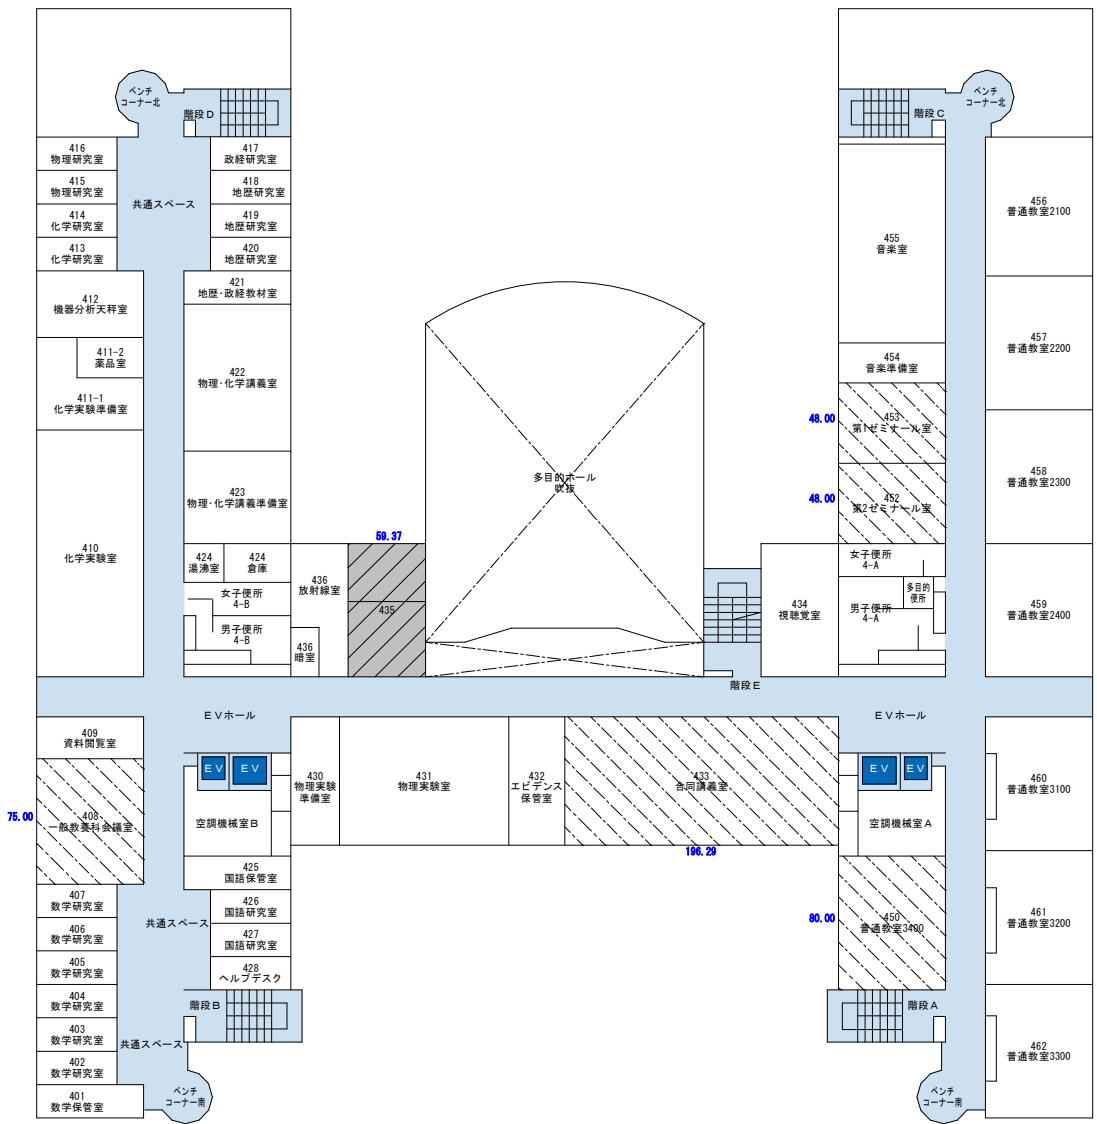 ベンチ
コーナー北
階段D
416
物理研究室
415
物理研究室
414
化学研究室
413
化学研究室
共通スペース
417
政経研究室
418
地歴研究室
419
地歴研究室
420
地歴研究室
421
地歴・政経教材室
412
機器分析天秤室
411-2
薬品室
411-1
化学実験準備室
422
物理・化学講義室
423
物理・化学講義準備室
410
化学実験室
424
湯沸室
424
倉庫
女子便所
4-B
男子便所
4-B
436
放射線室
436
暗室
59.37
435
多目的ホール
吹抜
階段C
ベンチ
コーナー北
455
音楽室
454
音楽準備室
48.00
453
第1ゼミナール室
48.00
452
第2ゼミナール室
456
普通教室2100
457
普通教室2200
458
普通教室2300
459
普通教室2400
434
視聴覚室
女子便所
4-A
多目的
便所
男子便所
4-A
階段E
EVホール
EVホール
409
資料閲覧室
75.00
408
一般教養科会議室
EV
EV
空調機械室B
430
物理実験
準備室
431
物理実験室
432
エビデンス
保管室
433
合同講義室
196.29
EV
EV
空調機械室A
460
普通教室3100
461
普通教室3200
462
普通教室3300
80.00
450
普通教室3400
407
数学研究室
406
数学研究室
405
数学研究室
404
数学研究室
403
数学研究室
402
数学研究室
401
数学保管室
共通スペース
共通スペース
425
国語保管室
426
国語研究室
427
国語研究室
428
ヘルプデスク
階段B
ベンチ
コーナー南
階段A
ベンチ
コーナー南